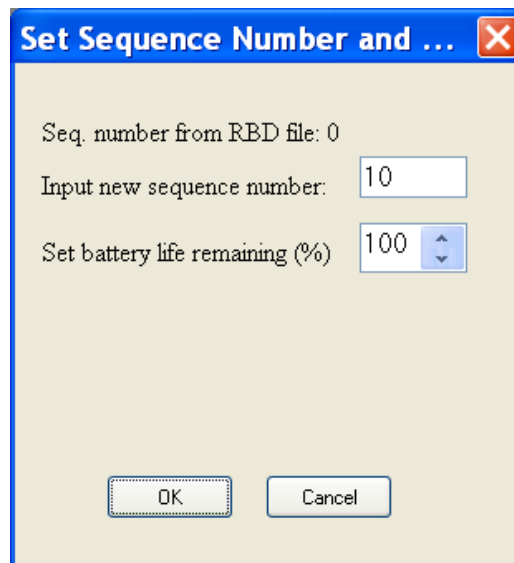 Set Sequence Number and ...
Seq. number from RBD file: 0
Input new sequence number: 10
Set battery life remaining (%) 100
OK Cancel